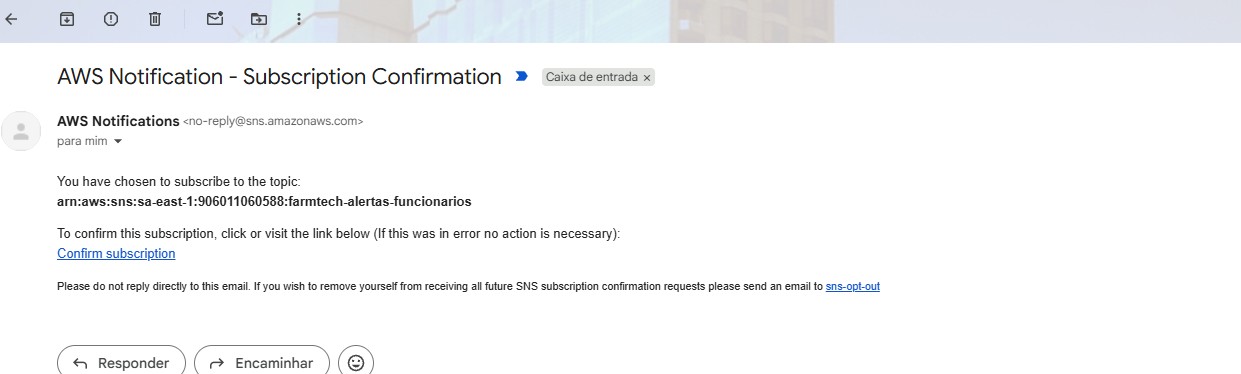 AWS Notification - Subscription Confirmation Caixa de entrada x
AWS Notifications <no-reply@sns.amazonaws.com>
para mim
You have chosen to subscribe to the topic:
arn:aws:sns:sa-east-1:906011060588:farmtech-alertas-funcionarios
To confirm this subscription, click or visit the link below (If this was in error no action is necessary):
Confirm subscription
Please do not reply directly to this email. If you wish to remove yourself from receiving all future SNS subscription confirmation requests please send an email to sns-opt-out
Responder Encaminhar